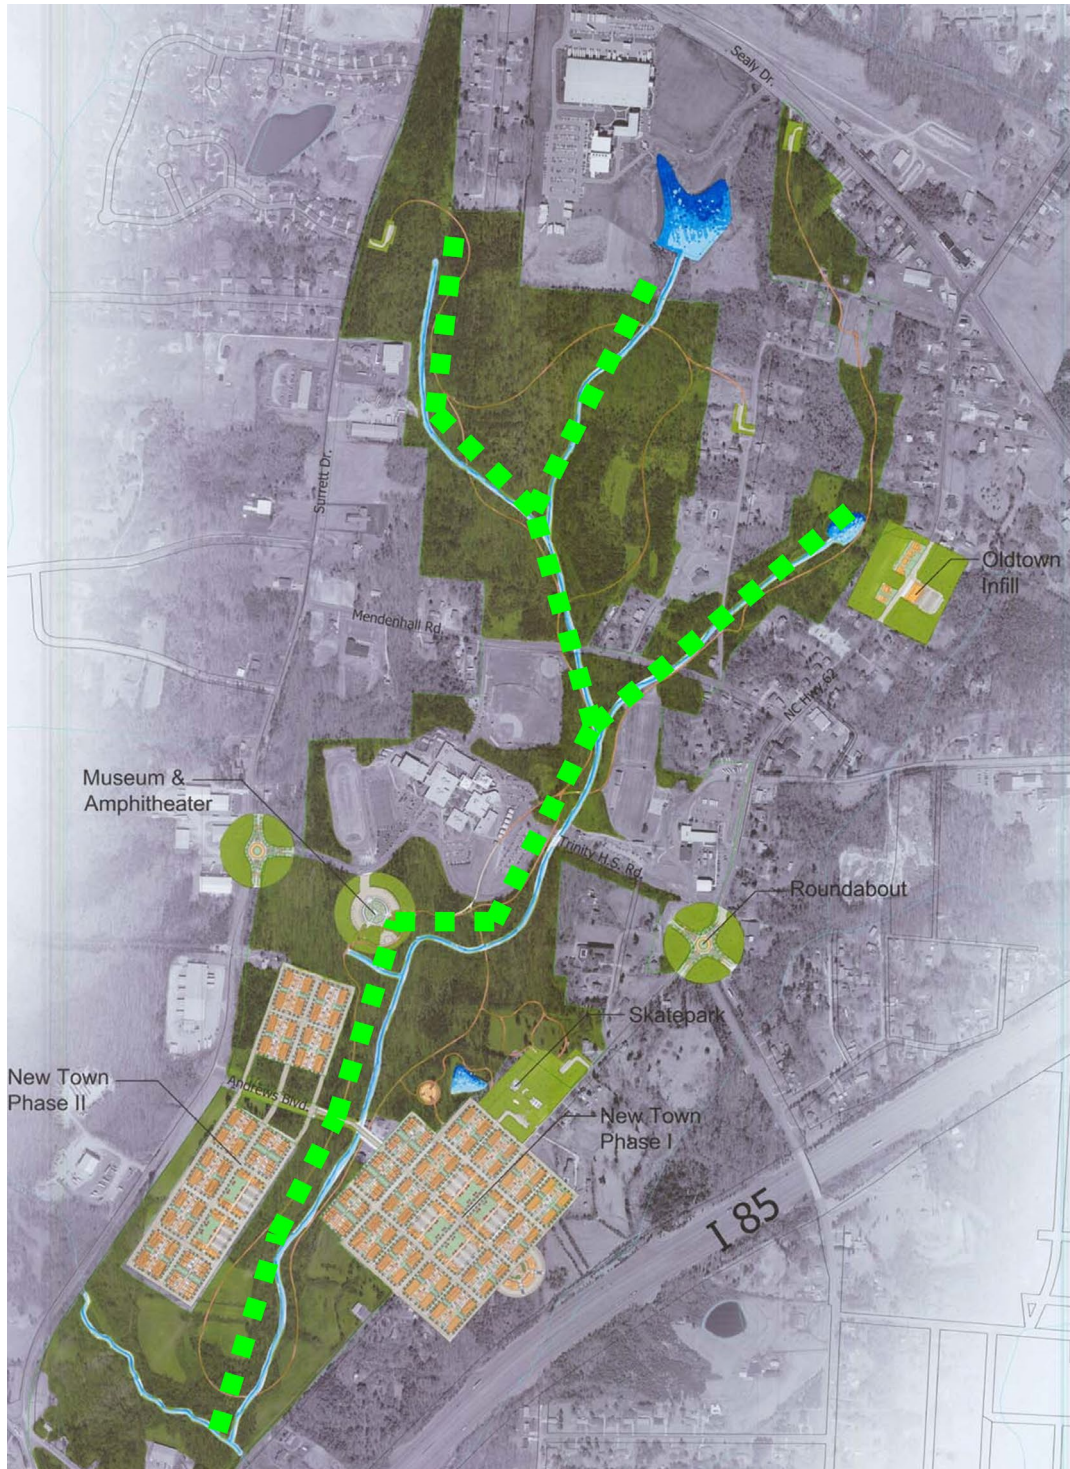 Sealy Dr.
Surrett Dr.
Oldtown
Infill
Mendenhall Rd.
NC Hwy 62
Museum &
Amphitheater
Trinity H.S. Rd.
Roundabout
Skatepark
New Town
Phase II
Andrews Blvd.
New Town
Phase I
I 85